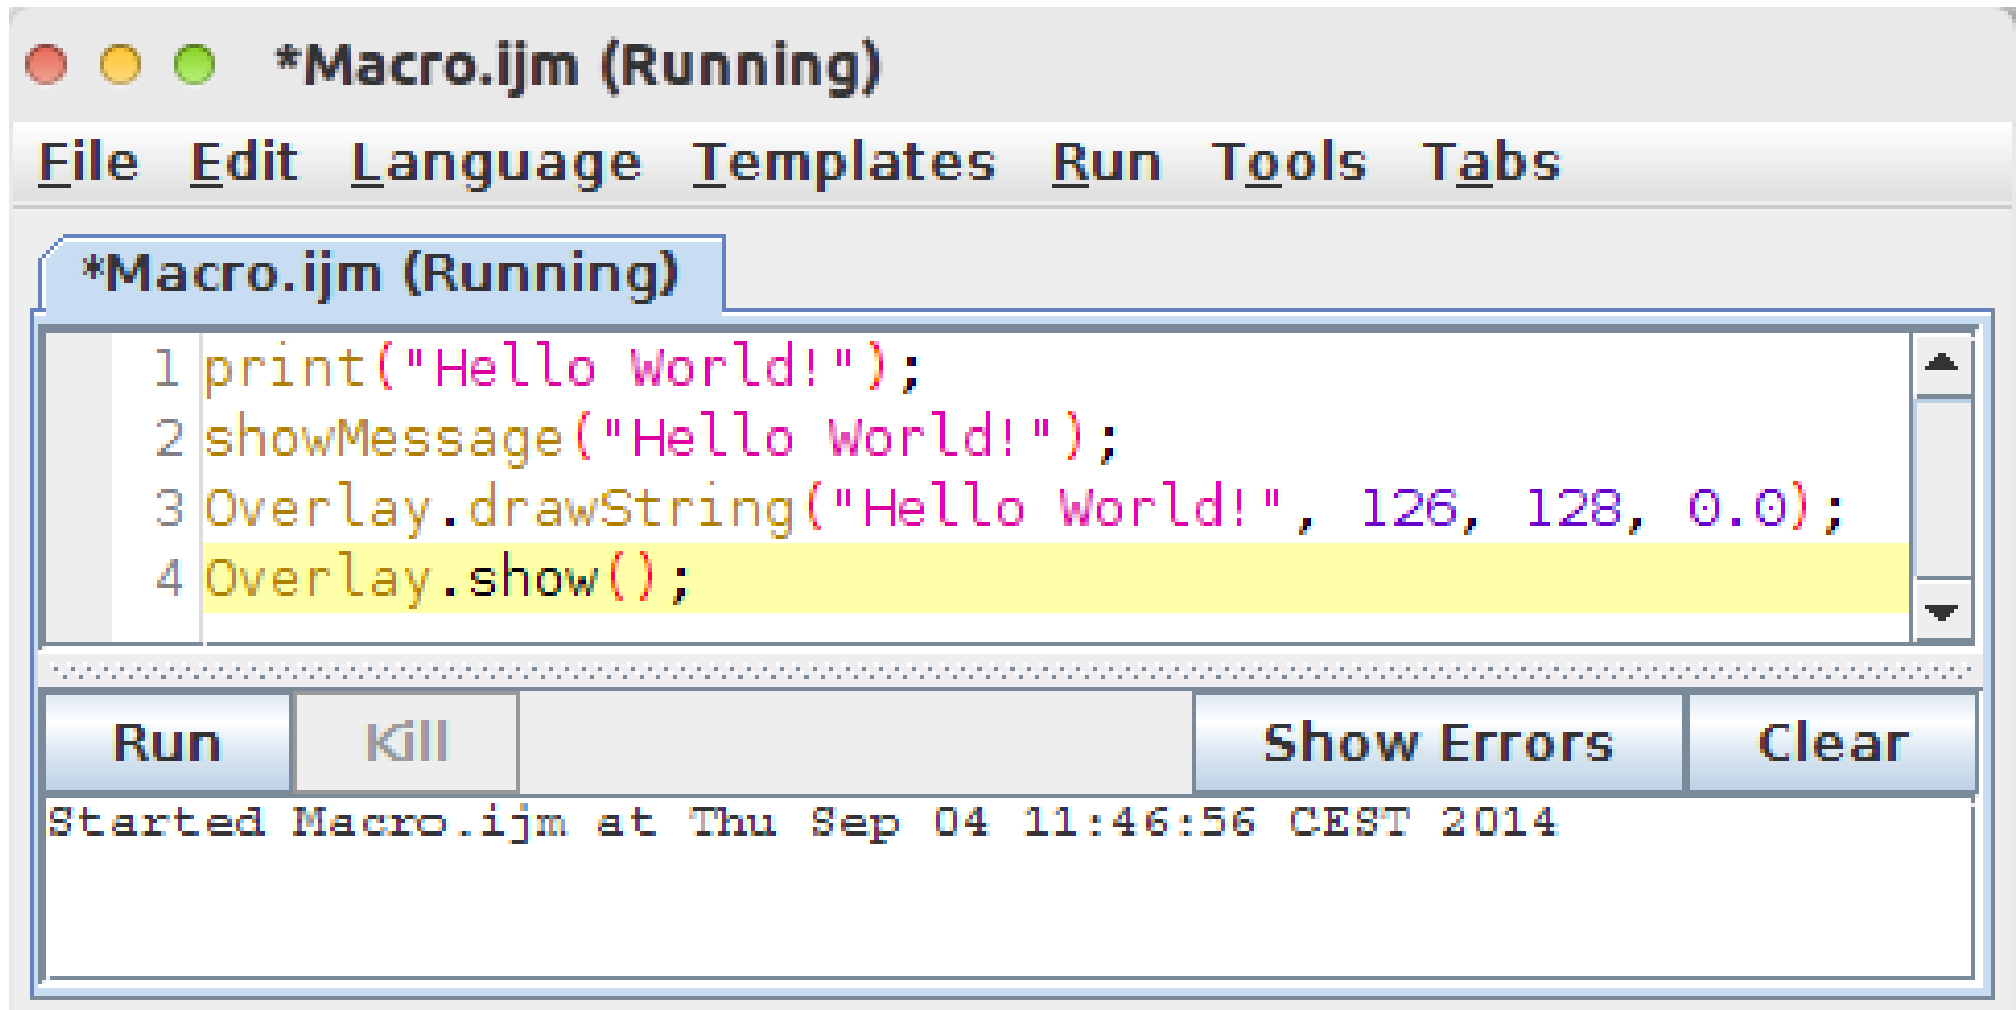 *Macro.ijm (Running)
File Edit Language Templates Run Tools Tabs
*Macro.ijm (Running)
1 print("Hello World!");
2 showMessage("Hello World!");
3 Overlay.drawString("Hello World!", 126, 128, 0.0);
4 Overlay.show();
Run Kill Show Errors Clear
Started Macro.ijm at Thu Sep 04 11:46:56 CEST 2014